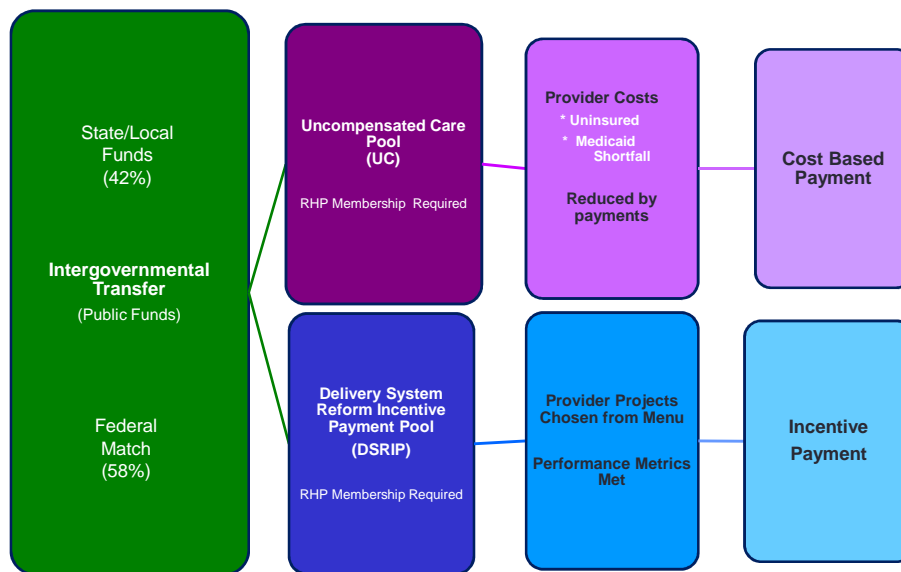 State/Local
Funds
(42%)
Intergovernmental
Transfer
(Public Funds)
Federal
Match
(58%)
Uncompensated Care
Pool
(UC)
RHP Membership Required
Provider Costs
* Uninsured
* Medicaid
Shortfall
Reduced by
payments
Cost Based
Payment
Delivery System
Reform Incentive
Payment Pool
(DSRIP)
RHP Membership Required
Provider Projects
Chosen from Menu
Performance Metrics
Met
Incentive
Payment